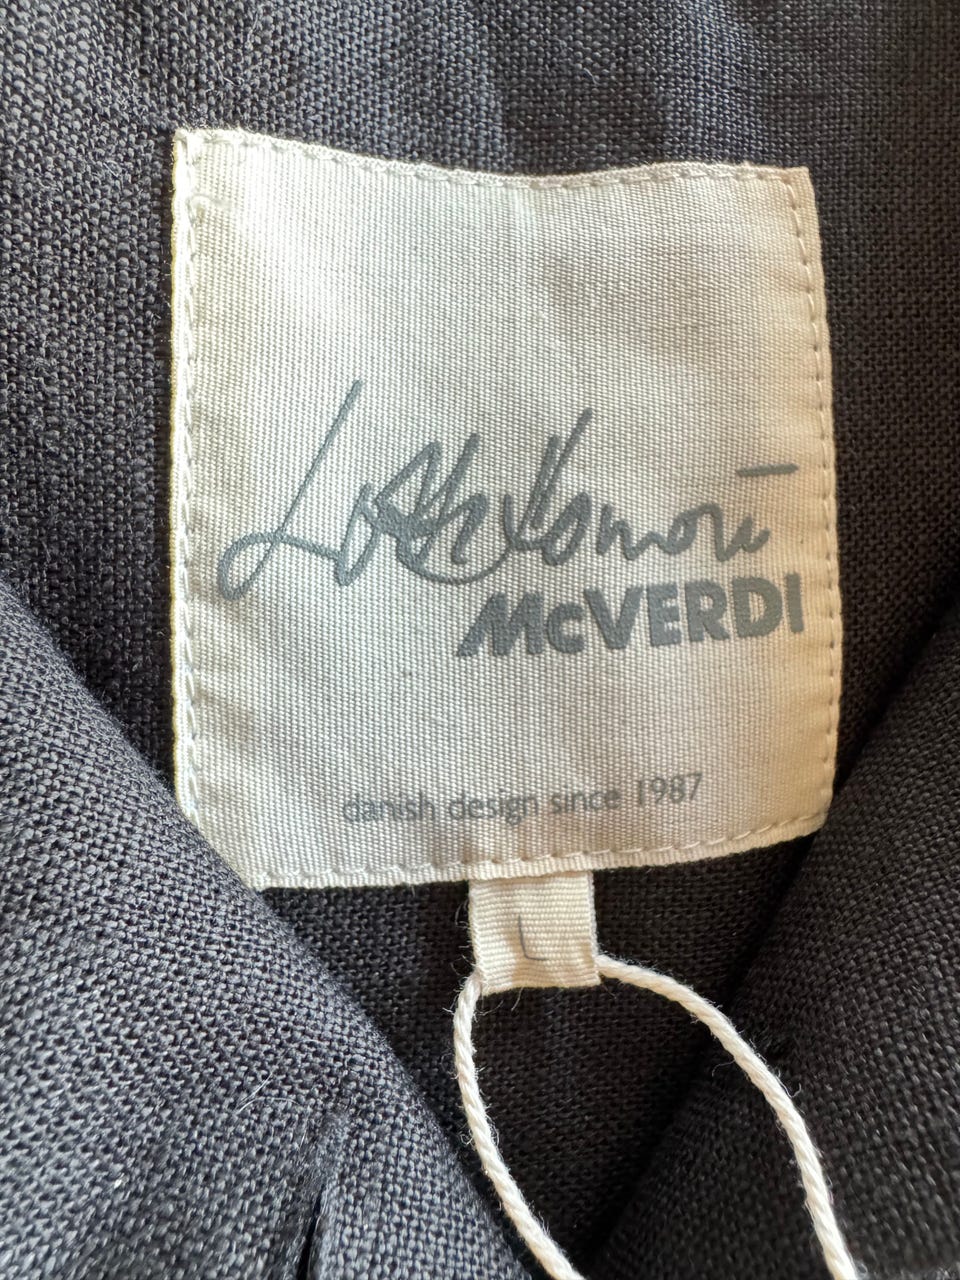 McVERDI
danish design since 1987
L